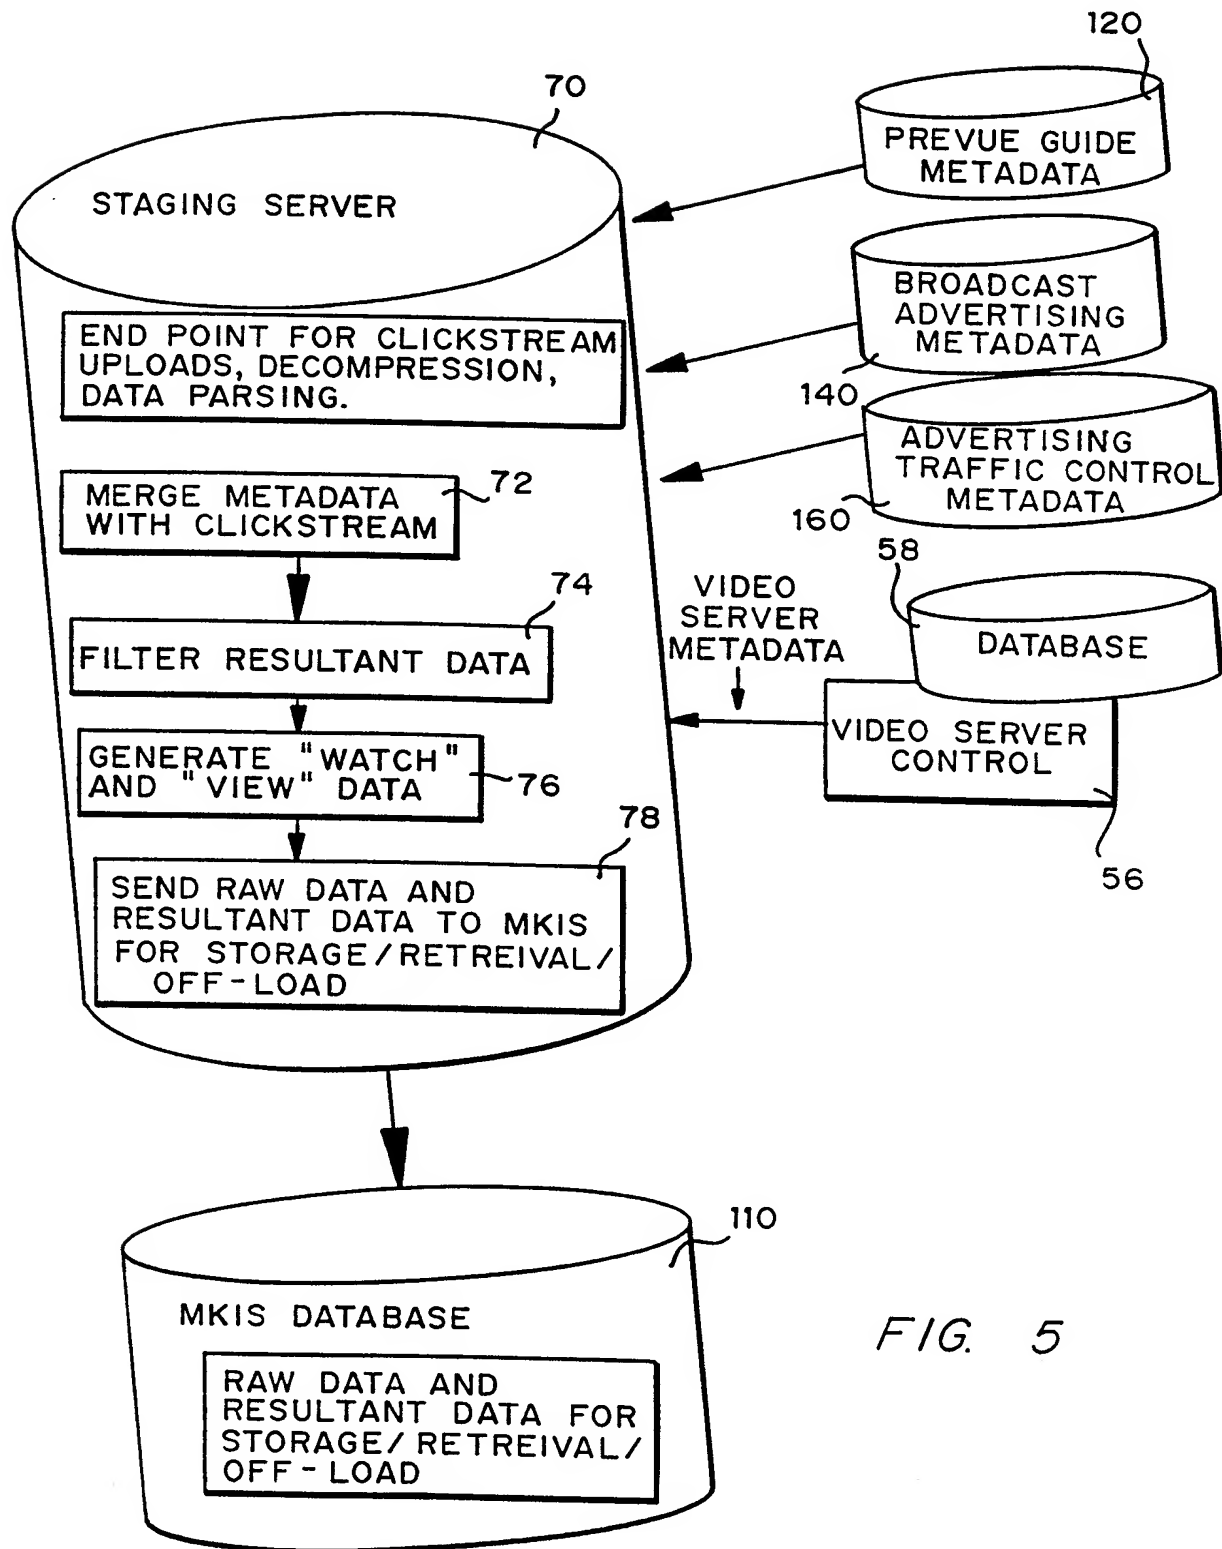 120
70
PREVUE GUIDE
METADATA
STAGING SERVER
BROADCAST
ADVERTISING
METADATA
140
END POINT FOR CLICKSTREAM
UPLOADS, DECOMPRESSION,
DATA PARSING.
ADVERTISING
TRAFFIC CONTROL
METADATA
160
MERGE METADATA
WITH CLICKSTREAM
72
58
DATABASE
VIDEO
SERVER
METADATA
74
FILTER RESULTANT DATA
VIDEO SERVER
CONTROL
56
GENERATE "WATCH"
AND "VIEW" DATA
76
78
SEND RAW DATA AND
RESULTANT DATA TO MKIS
FOR STORAGE/RETREIVAL/
OFF-LOAD
110
MKIS DATABASE
RAW DATA AND
RESULTANT DATA FOR
STORAGE/RETREIVAL/
OFF-LOAD
FIG. 5